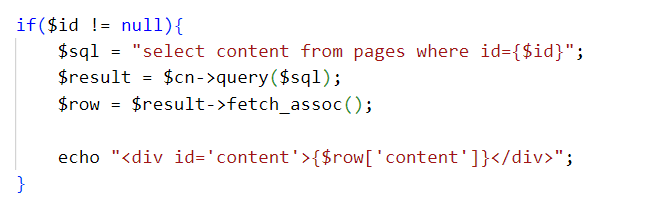 if($id != null){
    $sql = "select content from pages where id={$id}";
    $result = $cn->query($sql);
    $row = $result->fetch_assoc();

    echo "<div id='content'>{$row['content']}</div>";
}